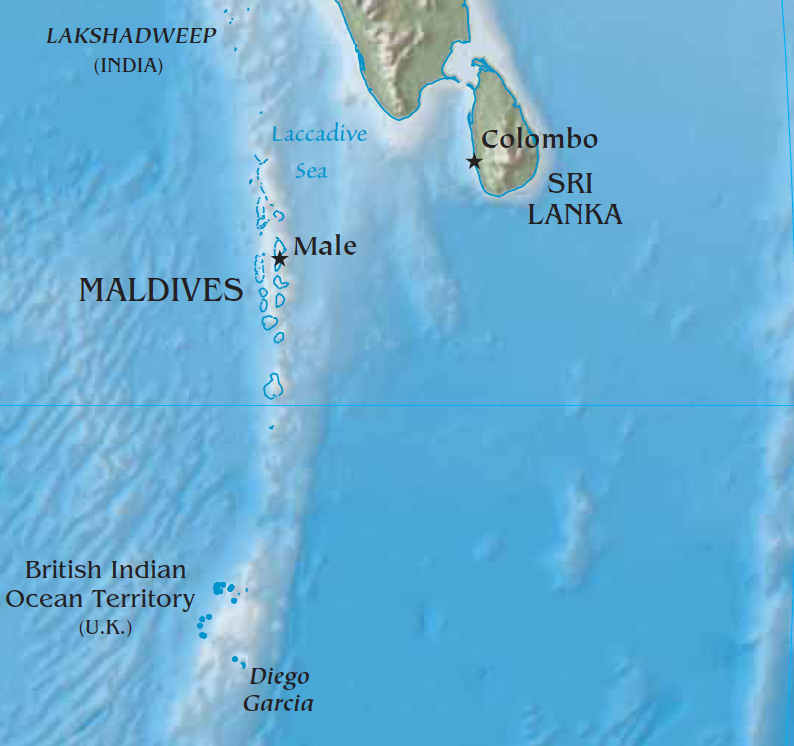 LAKSHADWEEP
(INDIA)
Laccadive
Sea
Colombo
SRI
LANKA
Male
MALDIVES
British Indian
Ocean Territory
(U.K.)
Diego
Garcia